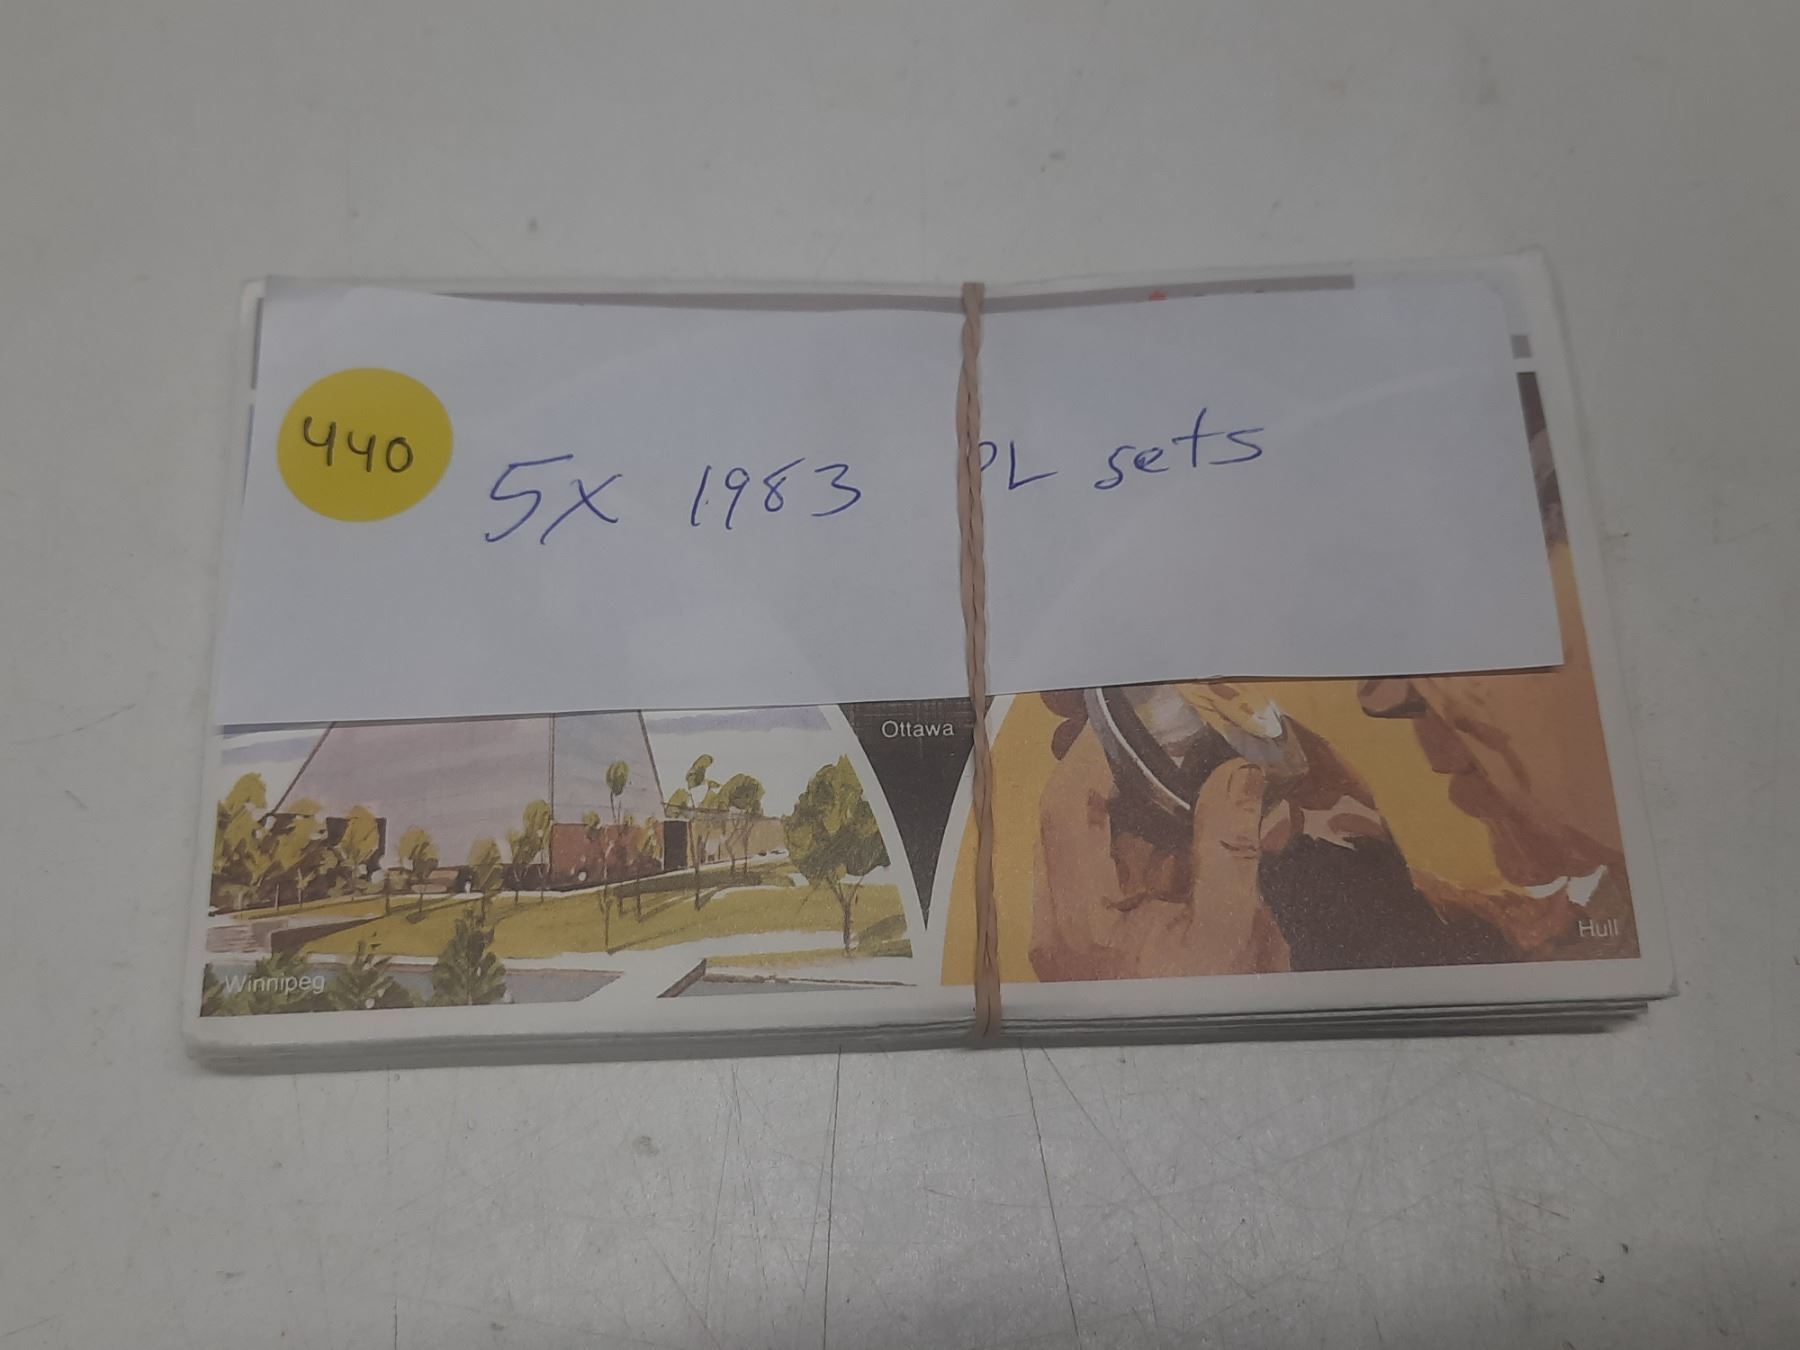 440
5x 1983 PL sets
Ottawa
Hull
Winnipeg